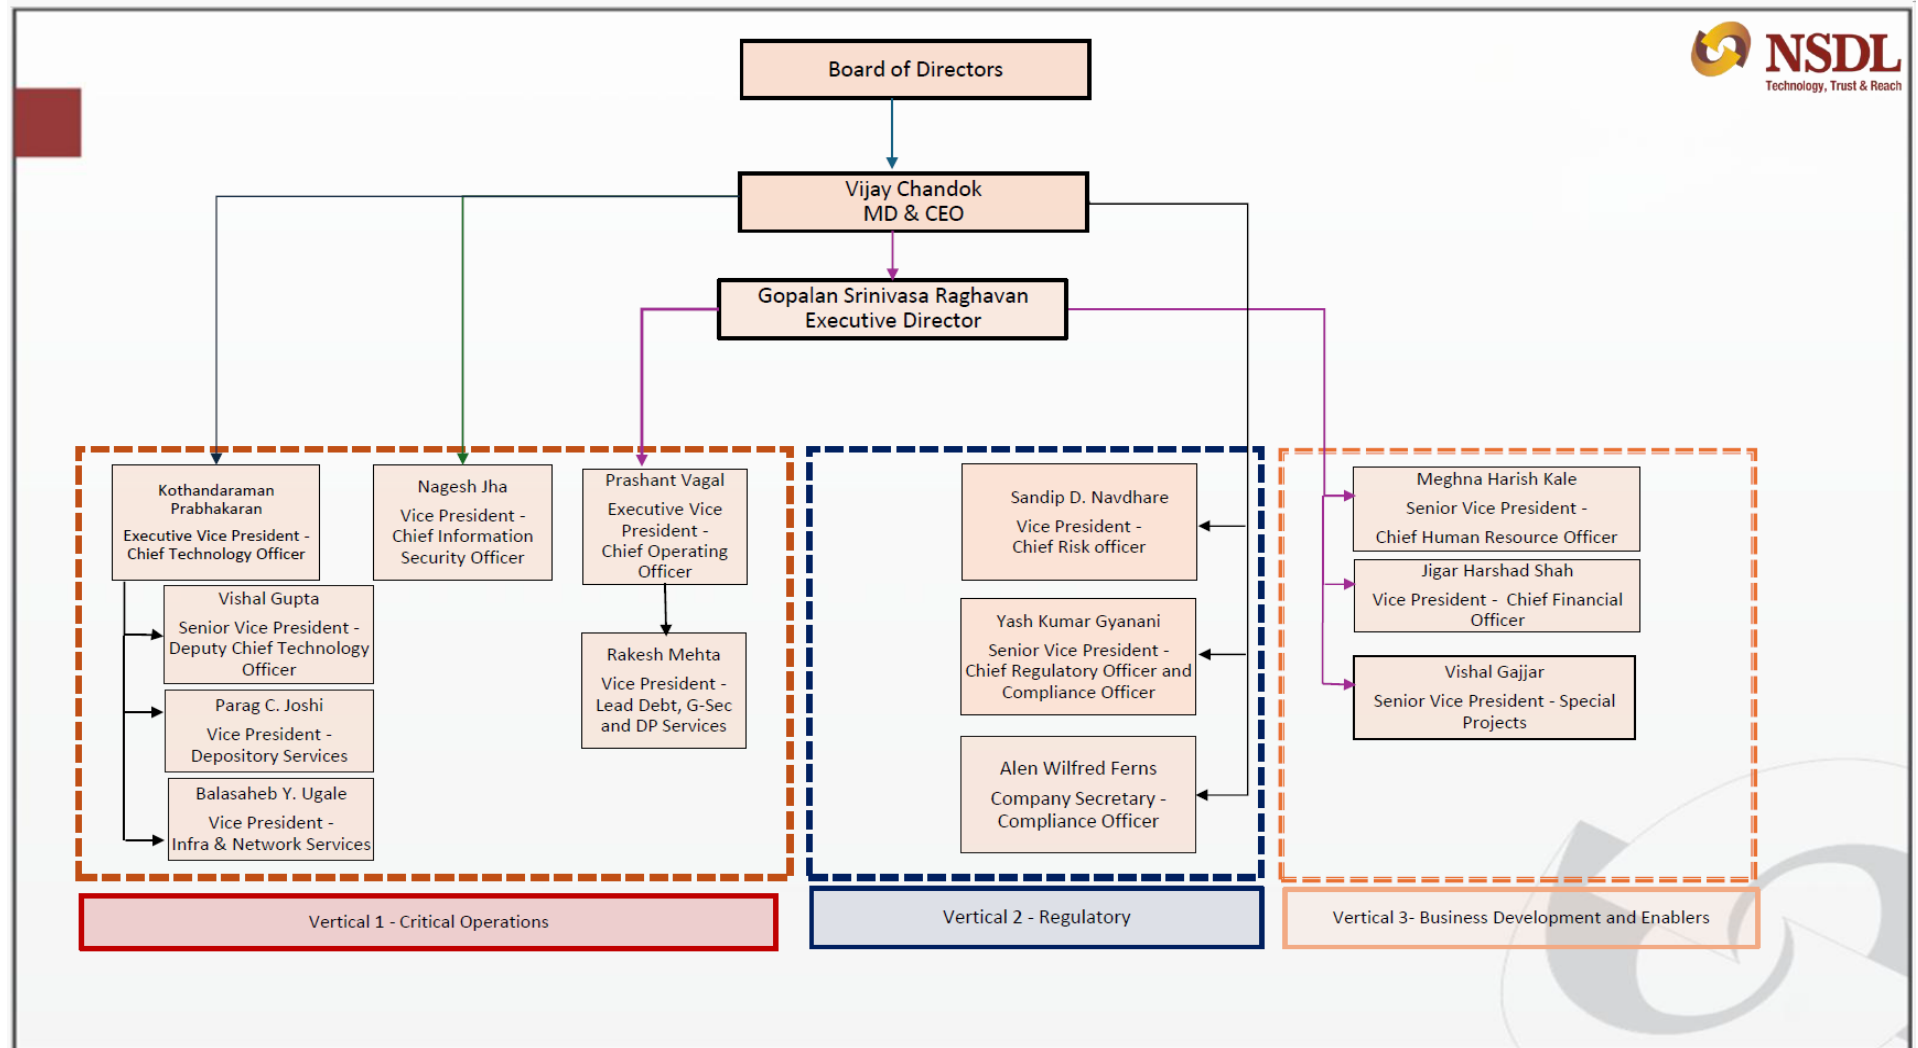 NSDL
Technology, Trust & Reach
Board of Directors
Vijay Chandok
MD & CEO
Gopalan Srinivasa Raghavan
Executive Director
Kothandaraman
Prabhakaran
Executive Vice President -
Chief Technology Officer
Vishal Gupta
Senior Vice President -
Deputy Chief Technology
Officer
Parag C. Joshi
Vice President -
Depository Services
Balasaheb Y. Ugale
Vice President -
Infra & Network Services
Nagesh Jha
Vice President -
Chief Information
Security Officer
Prashant Vagal
Executive Vice
President -
Chief Operating
Officer
Rakesh Mehta
Vice President -
Lead Debt, G-Sec
and DP Services
Sandip D. Navdhare
Vice President -
Chief Risk officer
Yash Kumar Gyanani
Senior Vice President -
Chief Regulatory Officer and
Compliance Officer
Alen Wilfred Ferns
Company Secretary -
Compliance Officer
Meghna Harish Kale
Senior Vice President -
Chief Human Resource Officer
Jigar Harshad Shah
Vice President - Chief Financial
Officer
Vishal Gajjar
Senior Vice President - Special
Projects
Vertical 1 - Critical Operations
Vertical 2 - Regulatory
Vertical 3- Business Development and Enablers